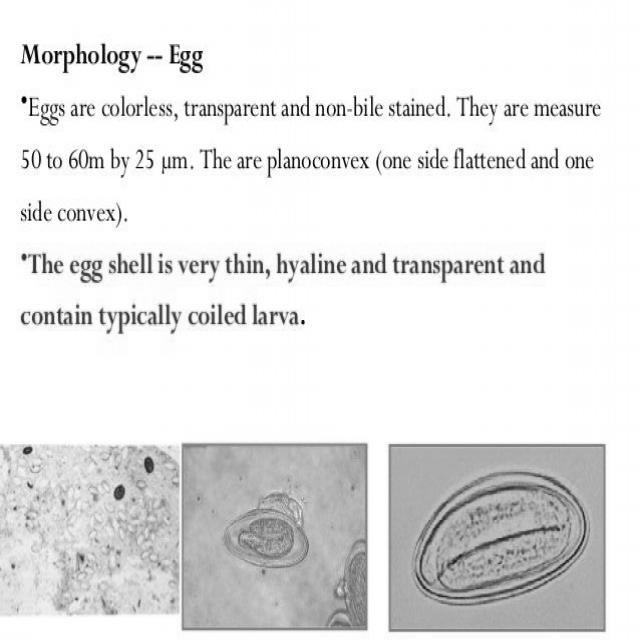 Morphology -- Egg
•Eggs are colorless, transparent and non-bile stained. They are measure
50 to 60m by 25 µm. The are planoconvex (one side flattened and one
side convex).
•The egg shell is very thin, hyaline and transparent and
contain typically coiled larva.